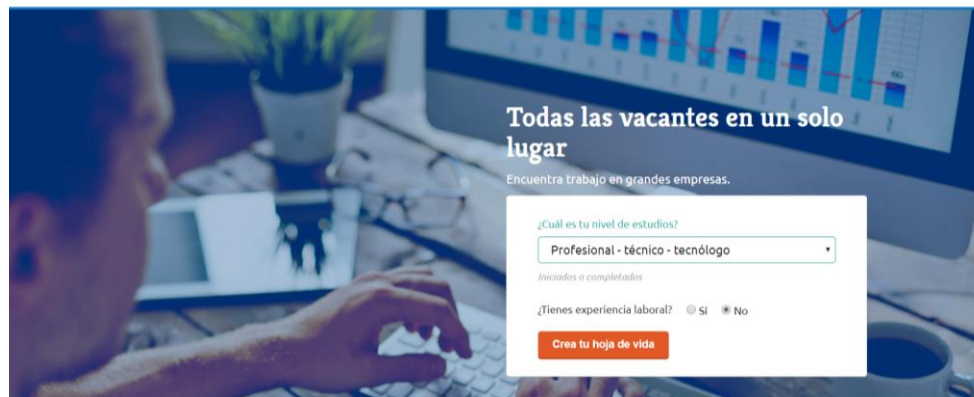 Todas las vacantes en un solo
lugar
Encuentra trabajo en grandes empresas.
¿Cuál es tu nivel de estudios?
Profesional - técnico - tecnólogo
Iniciados o completados
¿Tienes experiencia laboral? Sí No
Crea tu hoja de vida